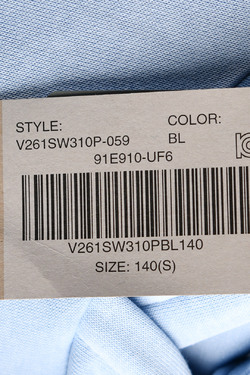 STYLE: COLOR:
V261SW310P-059 BL
91E910-UF6
V261SW310PBL140
SIZE: 140(S)